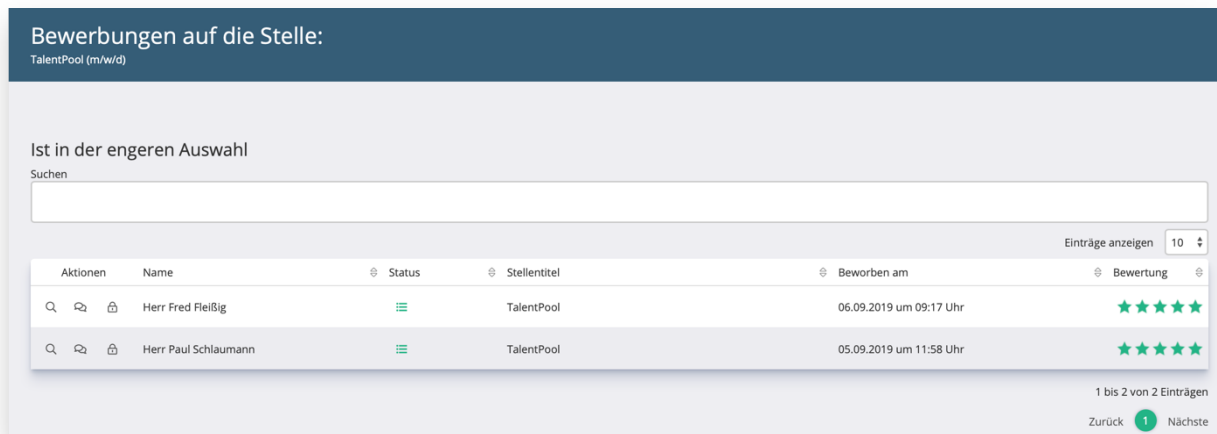 Bewerbungen auf die Stelle:
TalentPool (m/w/d)
Ist in der engeren Auswahl
Suchen
Einträge anzeigen 10
Aktionen Name Status Stellentitel Beworben am Bewertung
Herr Fred Fleißig TalentPool 06.09.2019 um 09:17 Uhr
Herr Paul Schlaumann TalentPool 05.09.2019 um 11:58 Uhr
1 bis 2 von 2 Einträgen
Zurück 1 Nächste